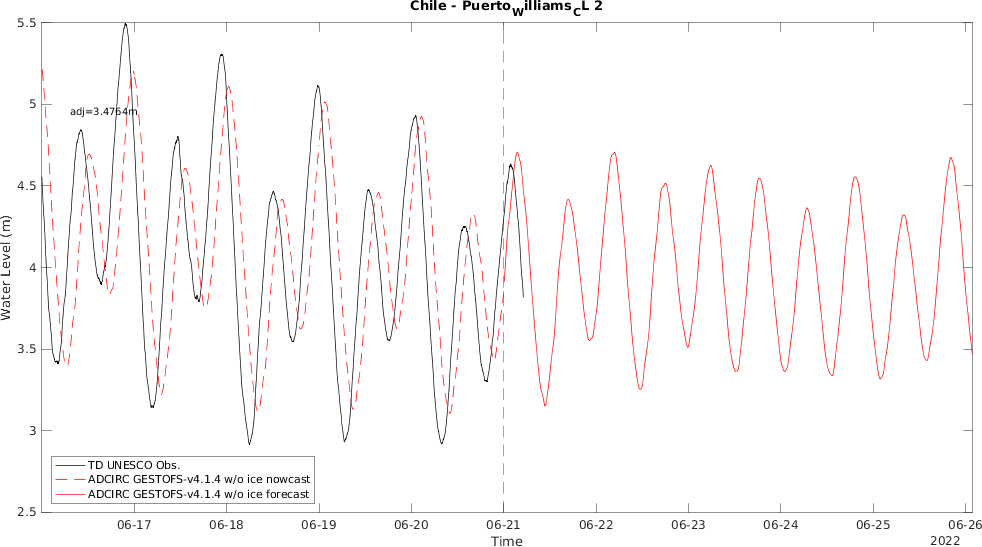 Chile - PuertoWilliamsCL 2
5.5
5
4.5
4
3.5
3
2.5
Water Level (m)
adj=3.4764m
TD UNESCO Obs.
ADCIRC GESTOFS-v4.1.4 w/o ice nowcast
ADCIRC GESTOFS-v4.1.4 w/o ice forecast
06-17 06-18 06-19 06-20 06-21 06-22 06-23 06-24 06-25 06-26
Time
2022